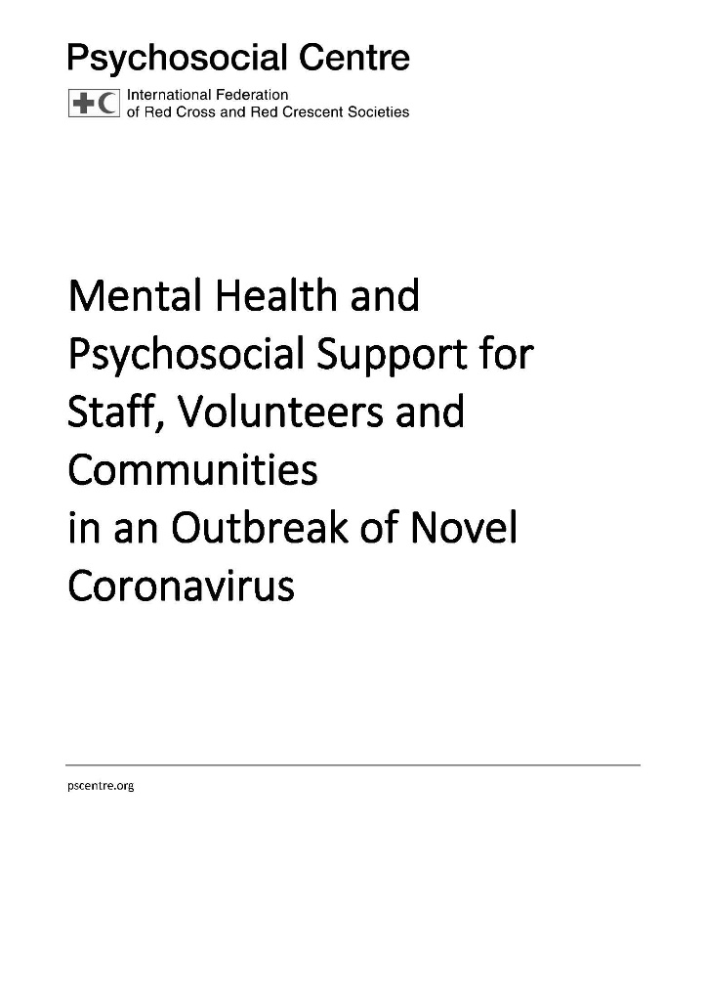 Psychosocial Centre
International Federation
of Red Cross and Red Crescent Societies
Mental Health and
Psychosocial Support for
Staff, Volunteers and
Communities
in an Outbreak of Novel
Coronavirus
pscentre.org